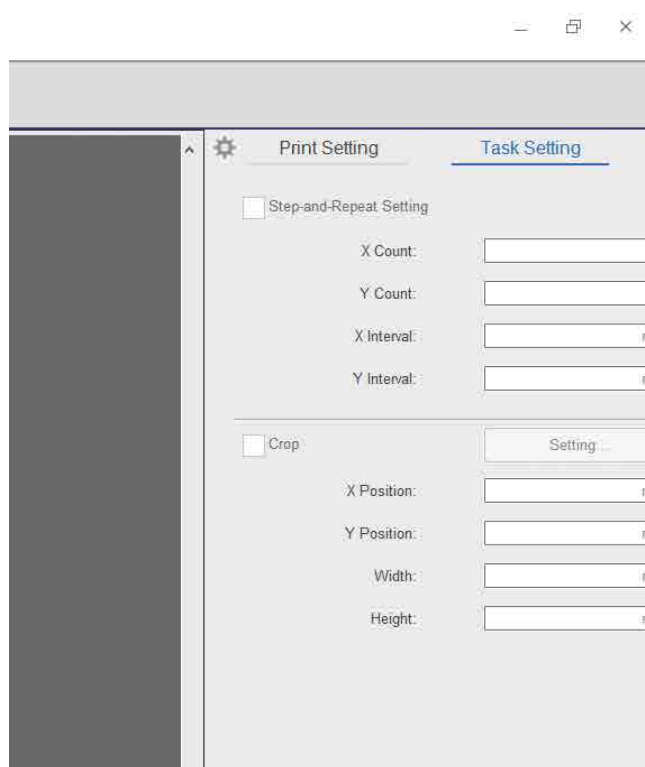 Print Setting Task Setting
Step-and-Repeat Setting
X Count:
Y Count:
X Interval:
Y Interval:
Crop Setting...
X Position:
Y Position:
Width:
Height: